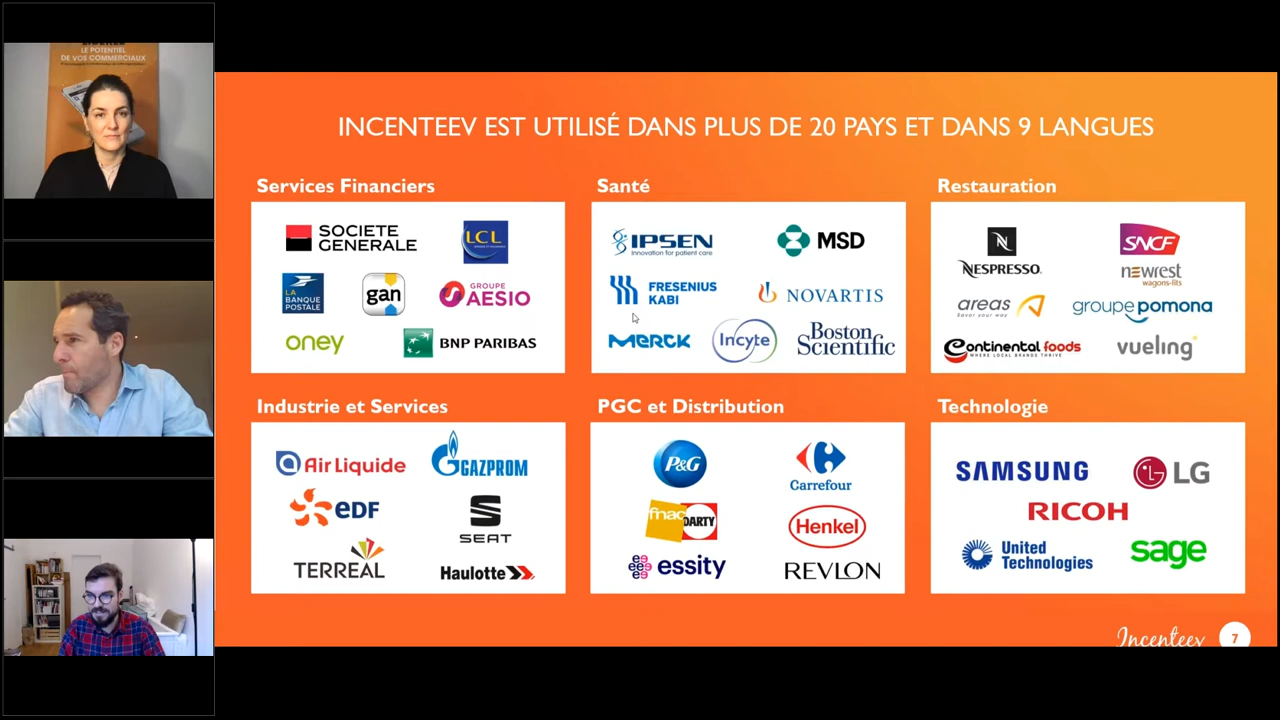 LE POTENTIEL
DE VOS COMMERCIAUX
INCENTEEV EST UTILISÉ DANS PLUS DE 20 PAYS ET DANS 9 LANGUES
Services Financiers
SOCIETE
GENERALE
LCL
LA
BANQUE
POSTALE
gan
GROUPE
AESIO
oney
BNP PARIBAS
Santé
IPSEN
Innovation for patient care
MSD
FRESENIUS
KABI
NOVARTIS
MERCK
Incyte
Boston
Scientific
Restauration
N
NESPRESSO
SNCF
newrest
wagons-lits
areas
Savor your way
groupe pomona
Continental foods
WHERE LOCAL BRANDS THRIVE
vueling
Industrie et Services
Air Liquide
GAZPROM
eDF
S
SEAT
TERREAL
Haulotte
PGC et Distribution
P&G
Carrefour
fnac
DARTY
Henkel
essity
REVLON
Technologie
SAMSUNG
LG
RICOH
United
Technologies
sage
Incenteev
7